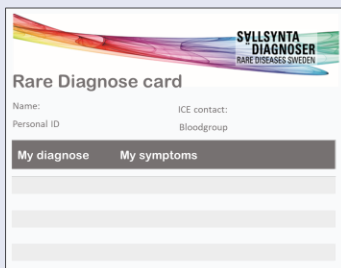 SÄLLSYNTA
DIAGNOSER
RARE DISEASES SWEDEN
Rare Diagnose card
Name:
ICE contact:
Personal ID
Bloodgroup
My diagnose My symptoms